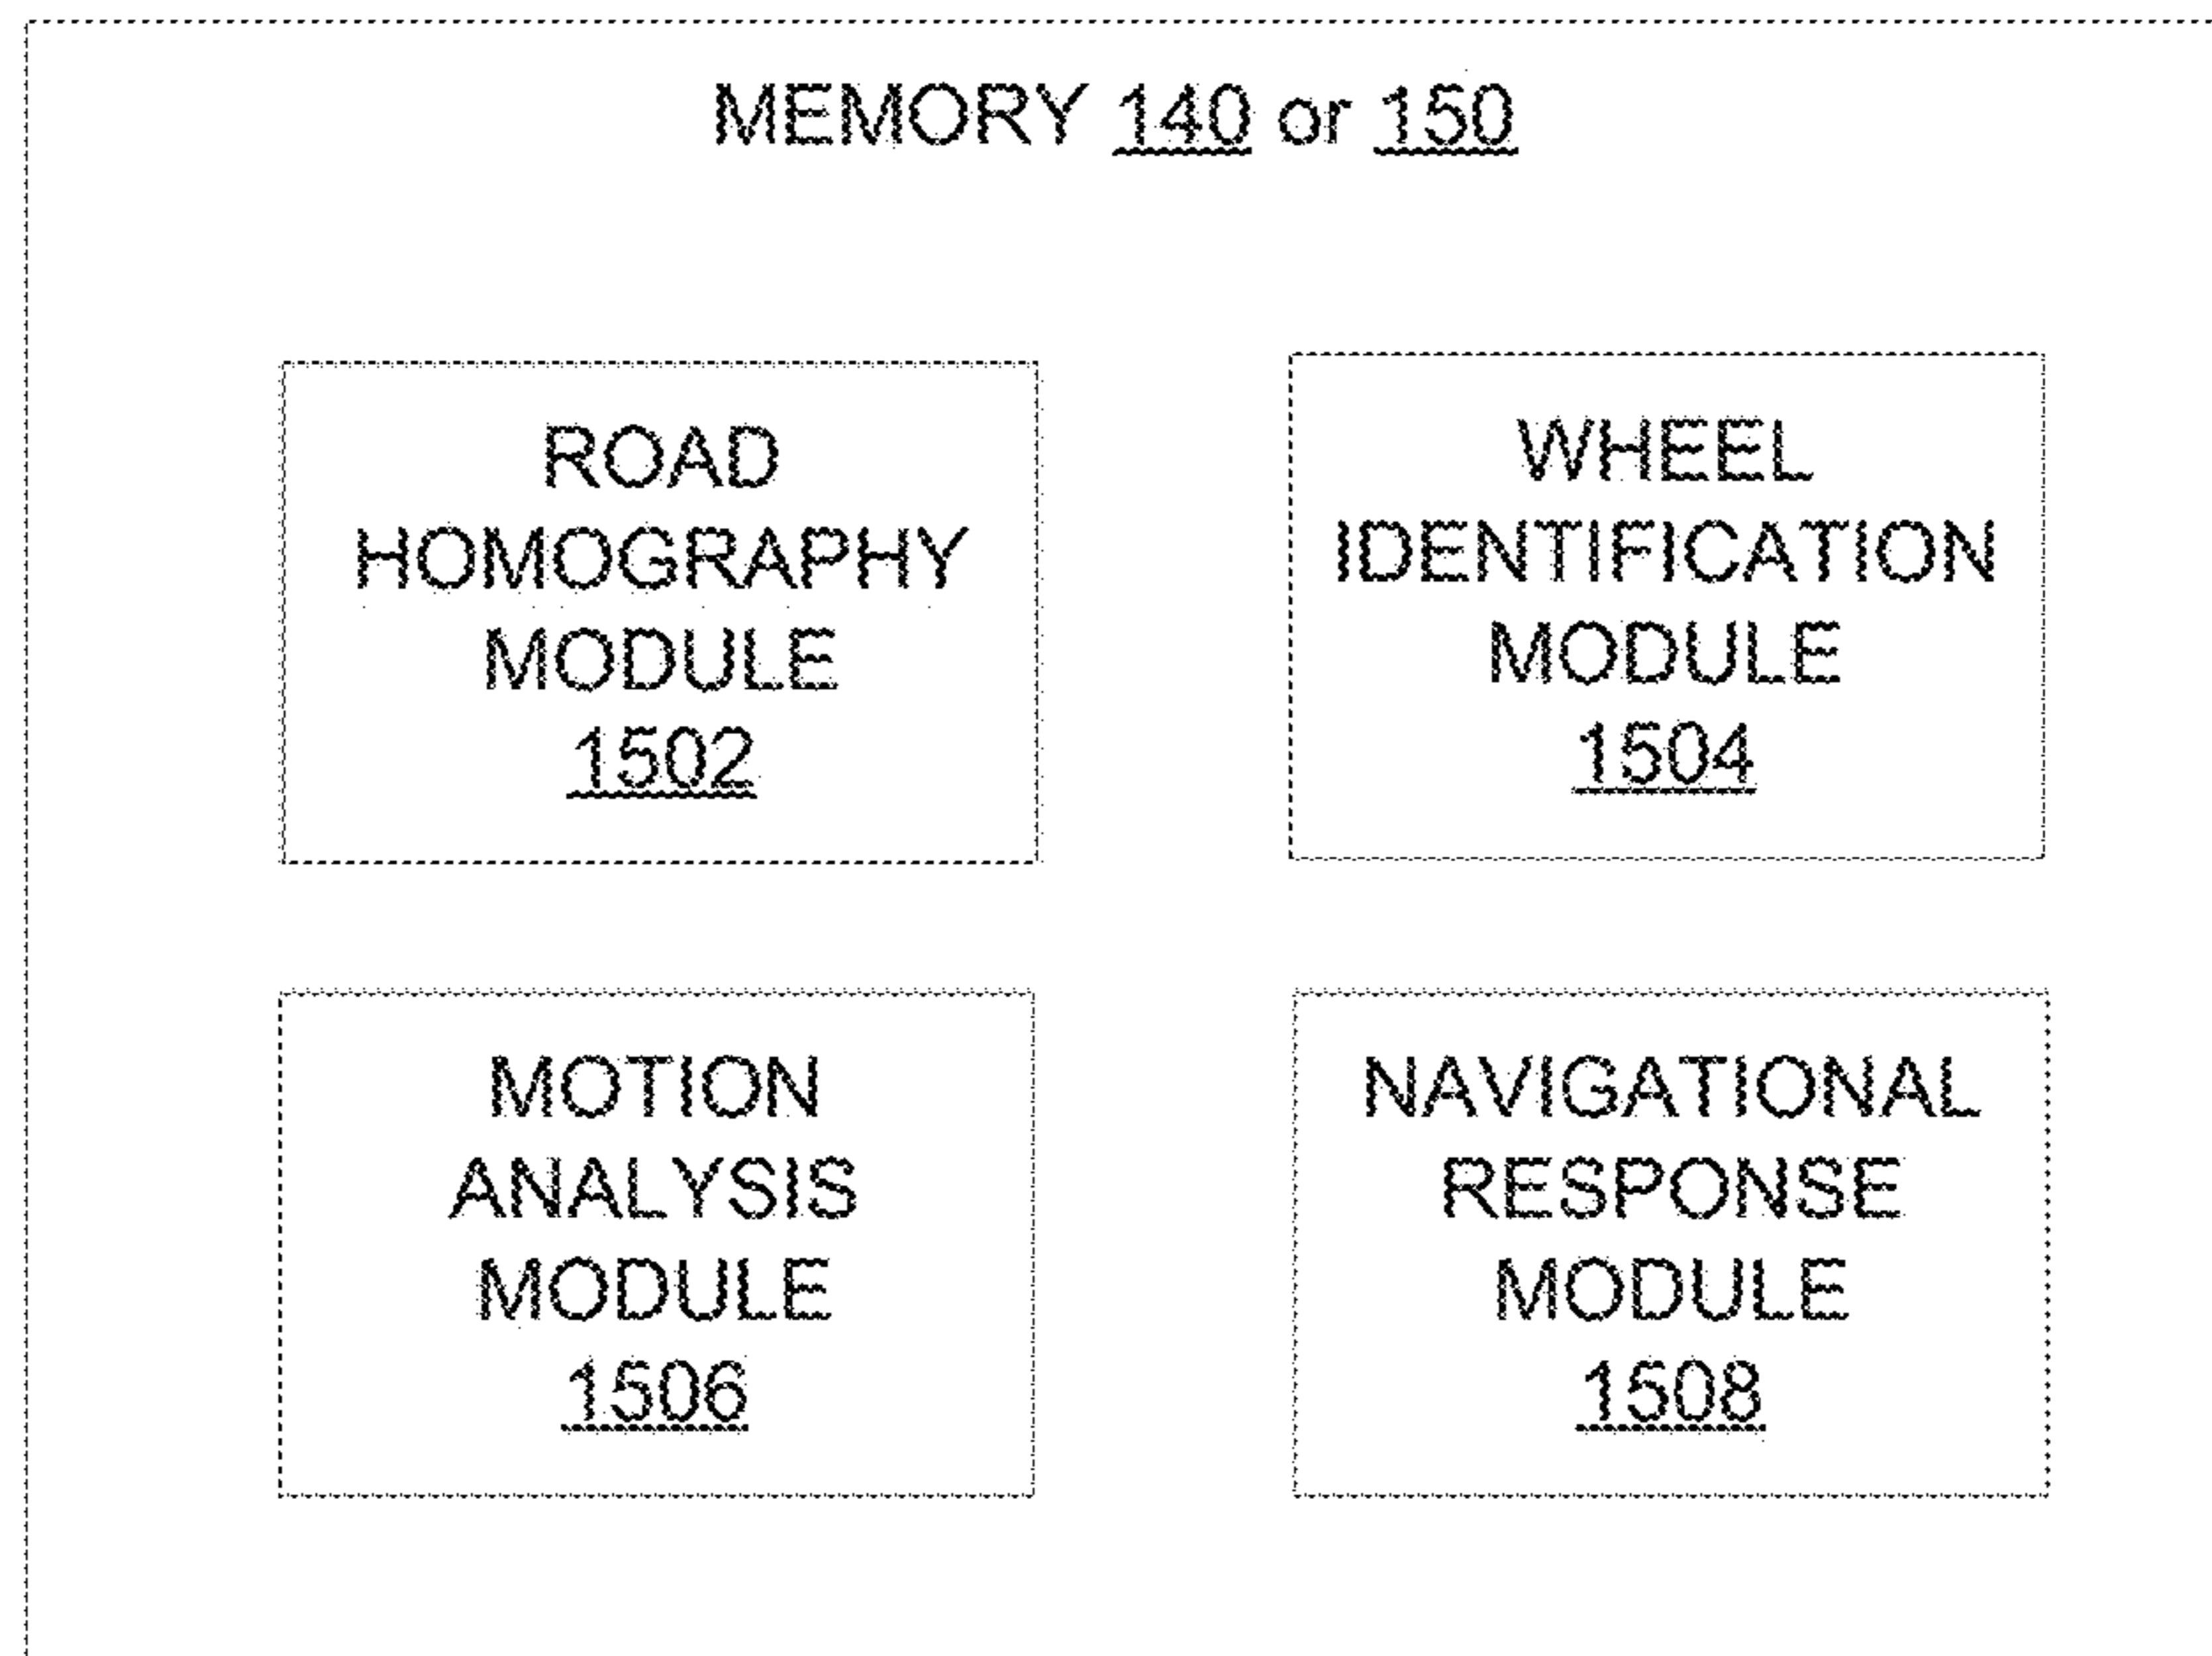 MEMORY 140 or 150
ROAD
HOMOGRAPHY
MODULE
1502
WHEEL
IDENTIFICATION
MODULE
1504
MOTION
ANALYSIS
MODULE
1506
NAVIGATIONAL
RESPONSE
MODULE
1508